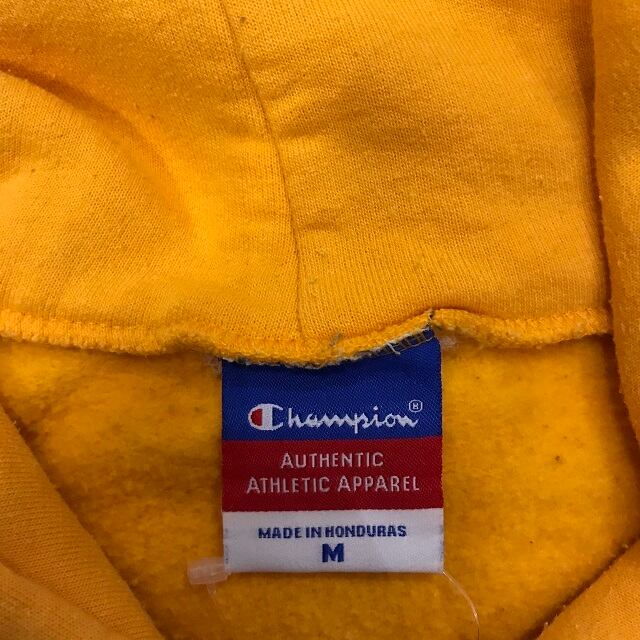 Champion®
AUTHENTIC
ATHLETIC APPAREL
MADE IN HONDURAS
M